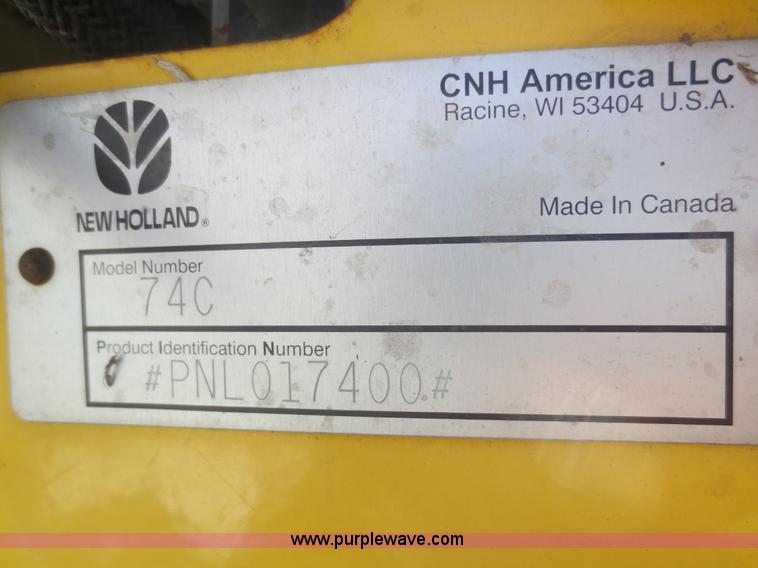 CNH America LLC
Racine, WI 53404 U.S.A.
NEW HOLLAND®
Made In Canada
Model Number
74C
Product Identification Number
#PNL017400#
www.purplewave.com